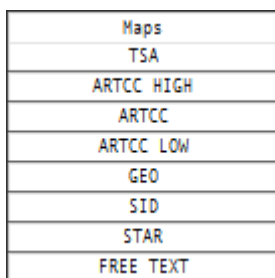 Maps
TSA
ARTCC HIGH
ARTCC
ARTCC LOW
GEO
SID
STAR
FREE TEXT